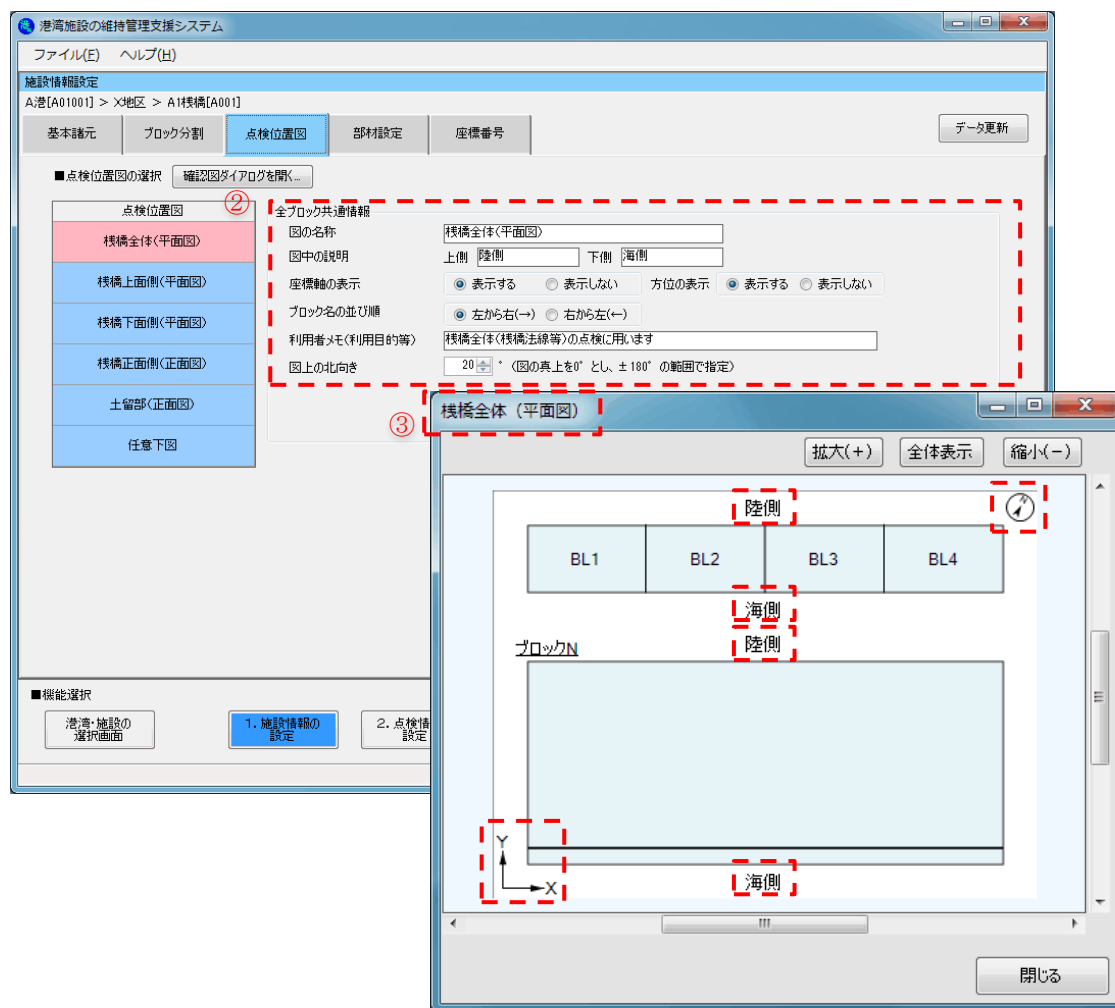 港湾施設の維持管理支援システム
ファイル(F) ヘルプ(H)
施設情報設定
A港[A01001] > X地区 > A1桟橋[A001]
基本諸元 ブロック分割 点検位置図 部材設定 座標番号 データ更新
■点検位置図の選択 確認図ダイアログを開く...
点検位置図
桟橋全体(平面図)
桟橋上面側(平面図)
桟橋下面側(平面図)
桟橋正面側(正面図)
土留部(正面図)
任意下図
②
全ブロック共通情報
図の名称 桟橋全体(平面図)
図中の説明 上側 陸側 下側 海側
座標軸の表示 表示する 表示しない 方位の表示 表示する 表示しない
ブロック名の並び順 左から右(→) 右から左(←)
利用者メモ(利用目的等) 桟橋全体(桟橋法線等)の点検に用います
図上の北向き 20 ° (図の真上を0° とし、±180° の範囲で指定)
■機能選択
港湾・施設の
選択画面
1. 施設情報の
設定
2. 点検情
設定
③
桟橋全体 (平面図)
拡大(+) 全体表示 縮小(-)
陸側
N
BL1 BL2 BL3 BL4
海側
陸側
ブロックN
Y
X
海側
閉じる